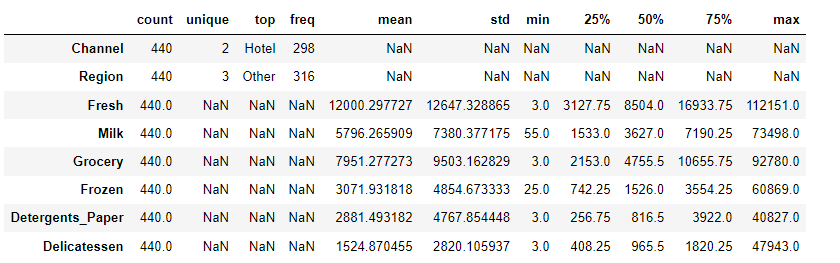 count unique top freq mean std min 25% 50% 75% max
Channel 440 2 Hotel 298 NaN NaN NaN NaN NaN NaN NaN
Region 440 3 Other 316 NaN NaN NaN NaN NaN NaN NaN
Fresh 440.0 NaN NaN NaN 12000.297727 12647.328865 3.0 3127.75 8504.0 16933.75 112151.0
Milk 440.0 NaN NaN NaN 5796.265909 7380.377175 55.0 1533.0 3627.0 7190.25 73498.0
Grocery 440.0 NaN NaN NaN 7951.277273 9503.162829 3.0 2153.0 4755.5 10655.75 92780.0
Frozen 440.0 NaN NaN NaN 3071.931818 4854.673333 25.0 742.25 1526.0 3554.25 60869.0
Detergents_Paper 440.0 NaN NaN NaN 2881.493182 4767.854448 3.0 256.75 816.5 3922.0 40827.0
Delicatessen 440.0 NaN NaN NaN 1524.870455 2820.105937 3.0 408.25 965.5 1820.25 47943.0